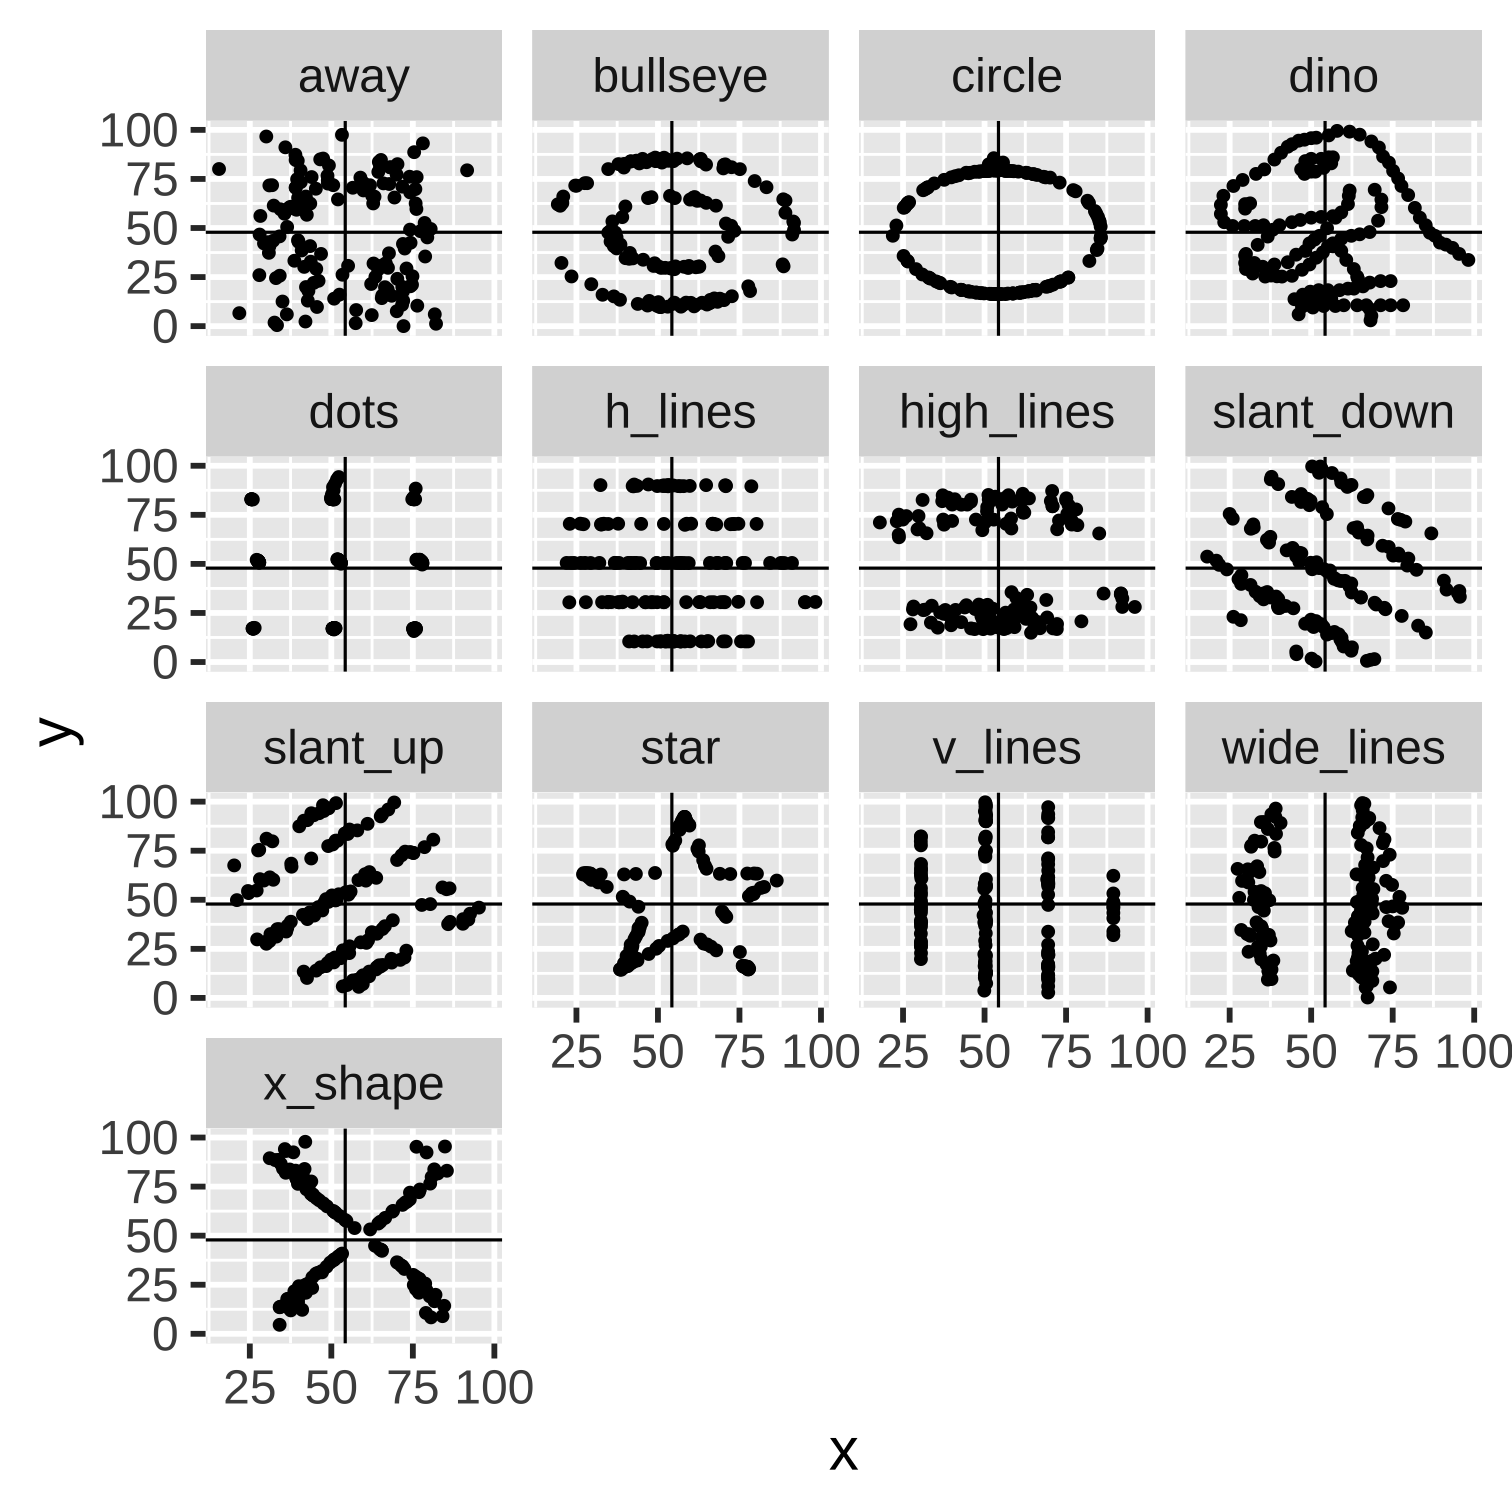 away bullseye circle dino
100
75
50
25
0
dots h_lines high_lines slant_down
100
75
50
25
0
y
slant_up star v_lines wide_lines
100
75
50
25
0
25 50 75 100 25 50 75 100 25 50 75 100
x_shape
100
75
50
25
0
25 50 75 100
x